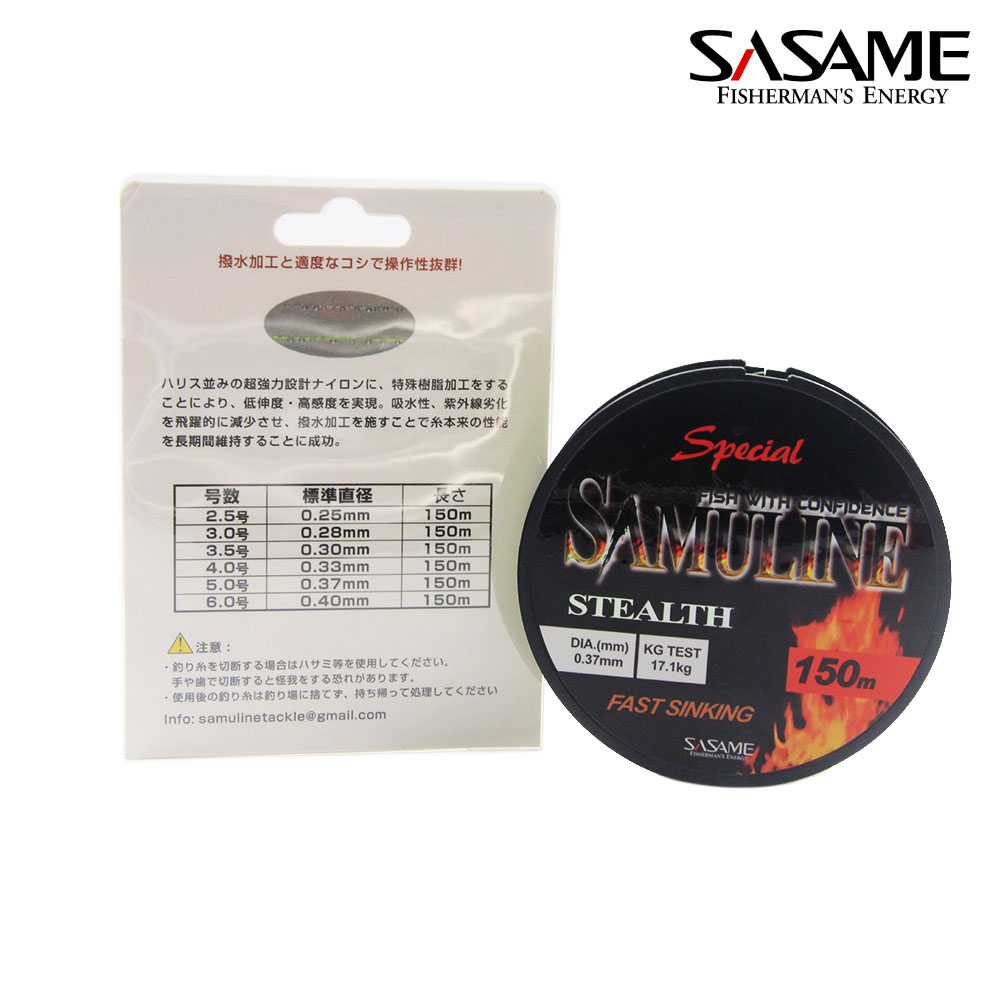 SASAME
FISHERMAN'S ENERGY
撥水加工と適度なコシで操作性抜群!
ハリス並みの超強力設計ナイロンに、特殊樹脂加工をする
ことにより、低伸度・高感度を実現。吸水性、紫外線劣化
を飛躍的に減少させ、撥水加工を施すことで糸本来の性能
を長期間維持することに成功。
号数 標準直径 長さ
2.5号 0.25mm 150m
3.0号 0.28mm 150m
3.5号 0.30mm 150m
4.0号 0.33mm 150m
5.0号 0.37mm 150m
6.0号 0.40mm 150m
注意：
・釣り糸を切断する場合はハサミ等を使用してください。
手や歯で切断すると怪我をする恐れがあります。
・使用後の釣り糸は釣り場に捨てず、持ち帰って処理してください
Info: samulinetackle@gmail.com
Special
FISH WITH CONFIDENCE
SAMULINE
STEALTH
DIA.(mm)
0.37mm
KG TEST
17.1kg
150m
FAST SINKING
SASAME
FISHERMAN'S ENERGY